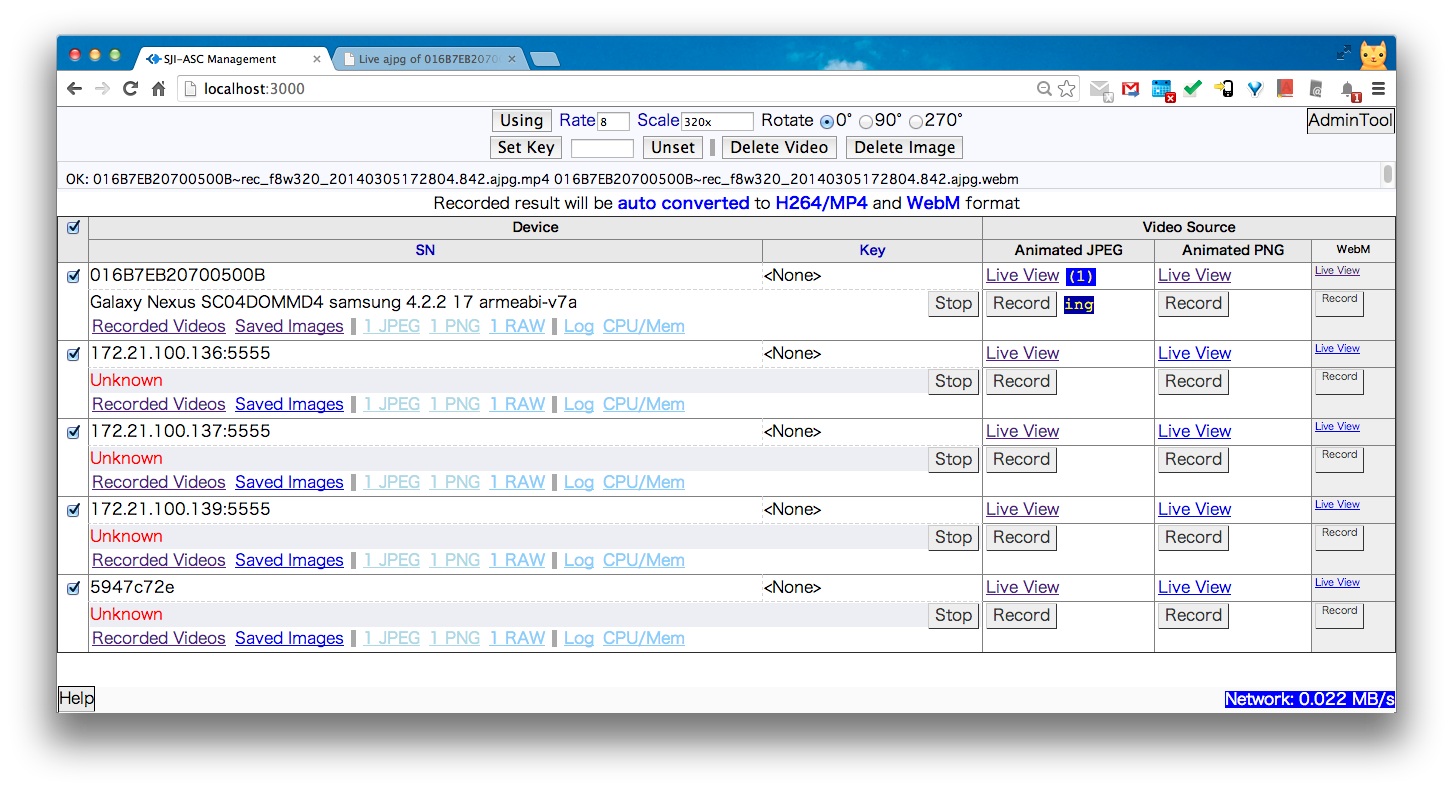 SJI-ASC Management × Live ajpg of 016B7EB20700 ×
localhost:3000
Using Rate 8 Scale 320x Rotate 0° 90° 270° AdminTool
Set Key Unset Delete Video Delete Image
OK: 016B7EB20700500B~rec_f8w320_20140305172804.842.ajpg.mp4 016B7EB20700500B~rec_f8w320_20140305172804.842.ajpg.webm
Recorded result will be auto converted to H264/MP4 and WebM format
Device Video Source
SN Key Animated JPEG Animated PNG WebM
016B7EB20700500B <None> Live View (1) Live View Live View
Galaxy Nexus SC04DOMMD4 samsung 4.2.2 17 armeabi-v7a Stop Record ing Record Record
Recorded Videos Saved Images 1 JPEG 1 PNG 1 RAW Log CPU/Mem
172.21.100.136:5555 <None> Live View Live View Live View
Unknown Stop Record Record Record
Recorded Videos Saved Images 1 JPEG 1 PNG 1 RAW Log CPU/Mem
172.21.100.137:5555 <None> Live View Live View Live View
Unknown Stop Record Record Record
Recorded Videos Saved Images 1 JPEG 1 PNG 1 RAW Log CPU/Mem
172.21.100.139:5555 <None> Live View Live View Live View
Unknown Stop Record Record Record
Recorded Videos Saved Images 1 JPEG 1 PNG 1 RAW Log CPU/Mem
5947c72e <None> Live View Live View Live View
Unknown Stop Record Record Record
Recorded Videos Saved Images 1 JPEG 1 PNG 1 RAW Log CPU/Mem
Help Network: 0.022 MB/s